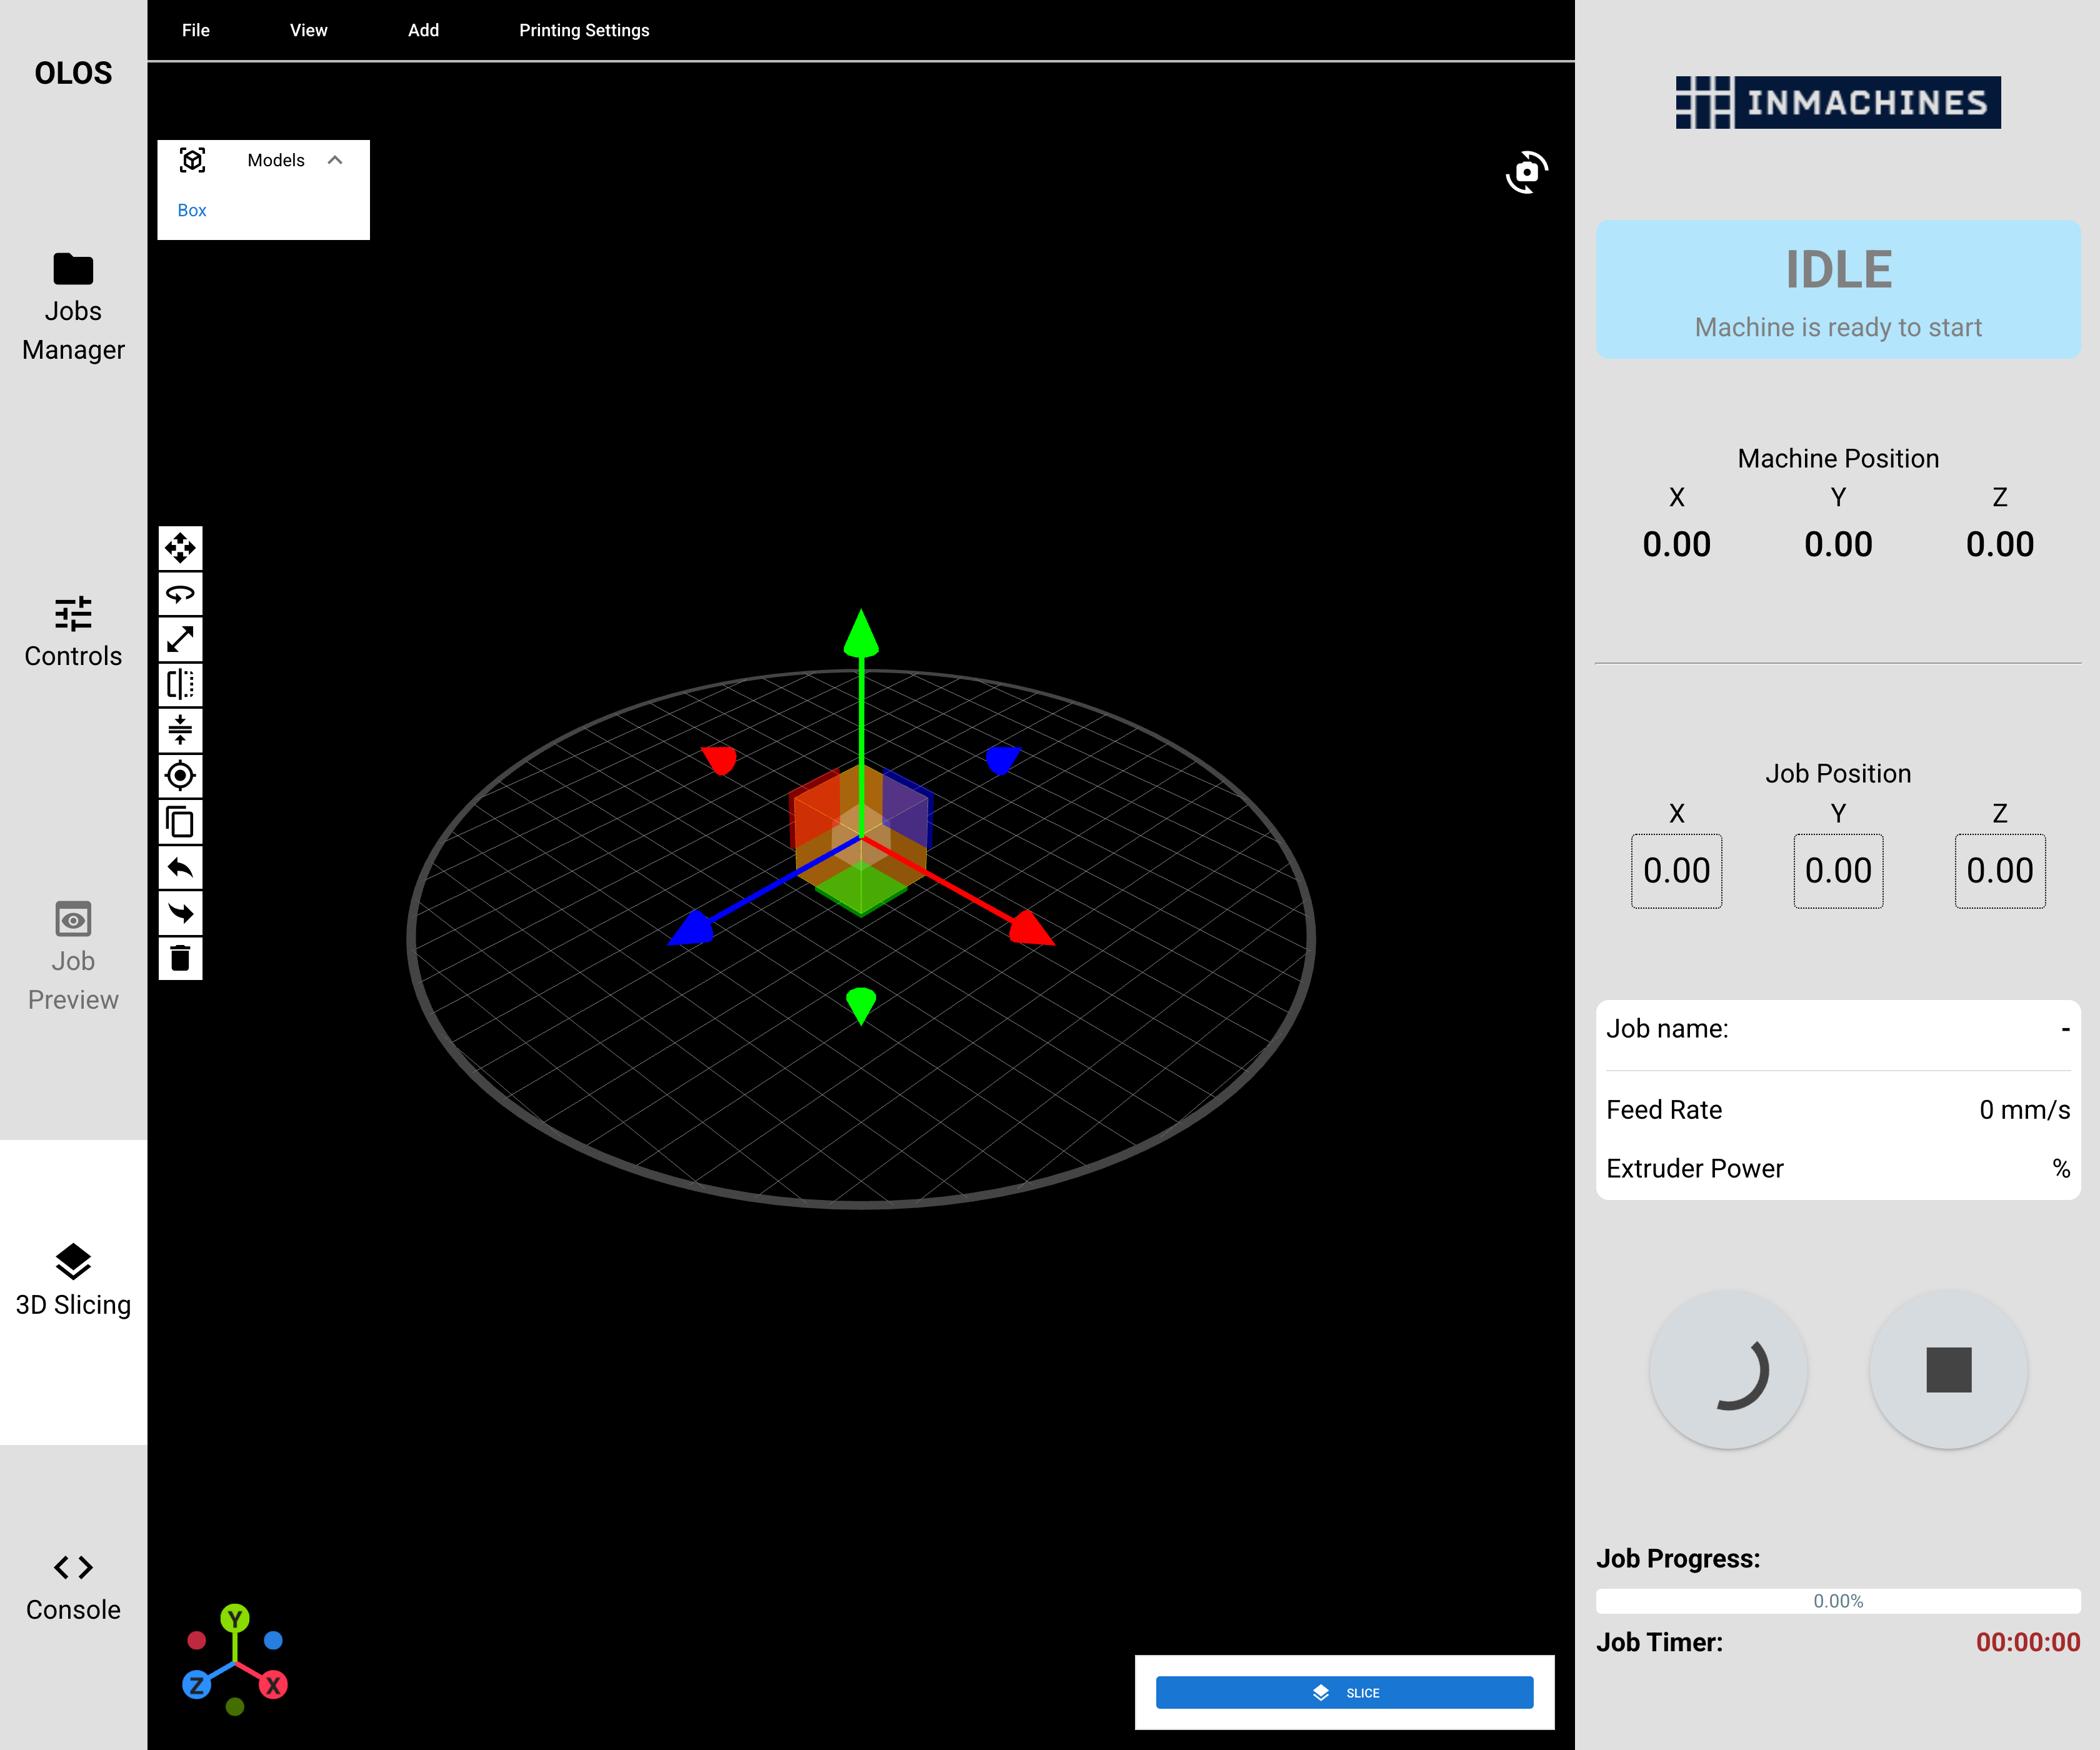 File View Add Printing Settings
OLOS
INMACHINES
Models
Box
Jobs
Manager
Controls
Job
Preview
3D Slicing
Console
Y
Z
X
SLICE
IDLE
Machine is ready to start
Machine Position
X Y Z
0.00 0.00 0.00
Job Position
X Y Z
0.00 0.00 0.00
Job name: -
Feed Rate 0 mm/s
Extruder Power %
Job Progress:
0.00%
Job Timer: 00:00:00